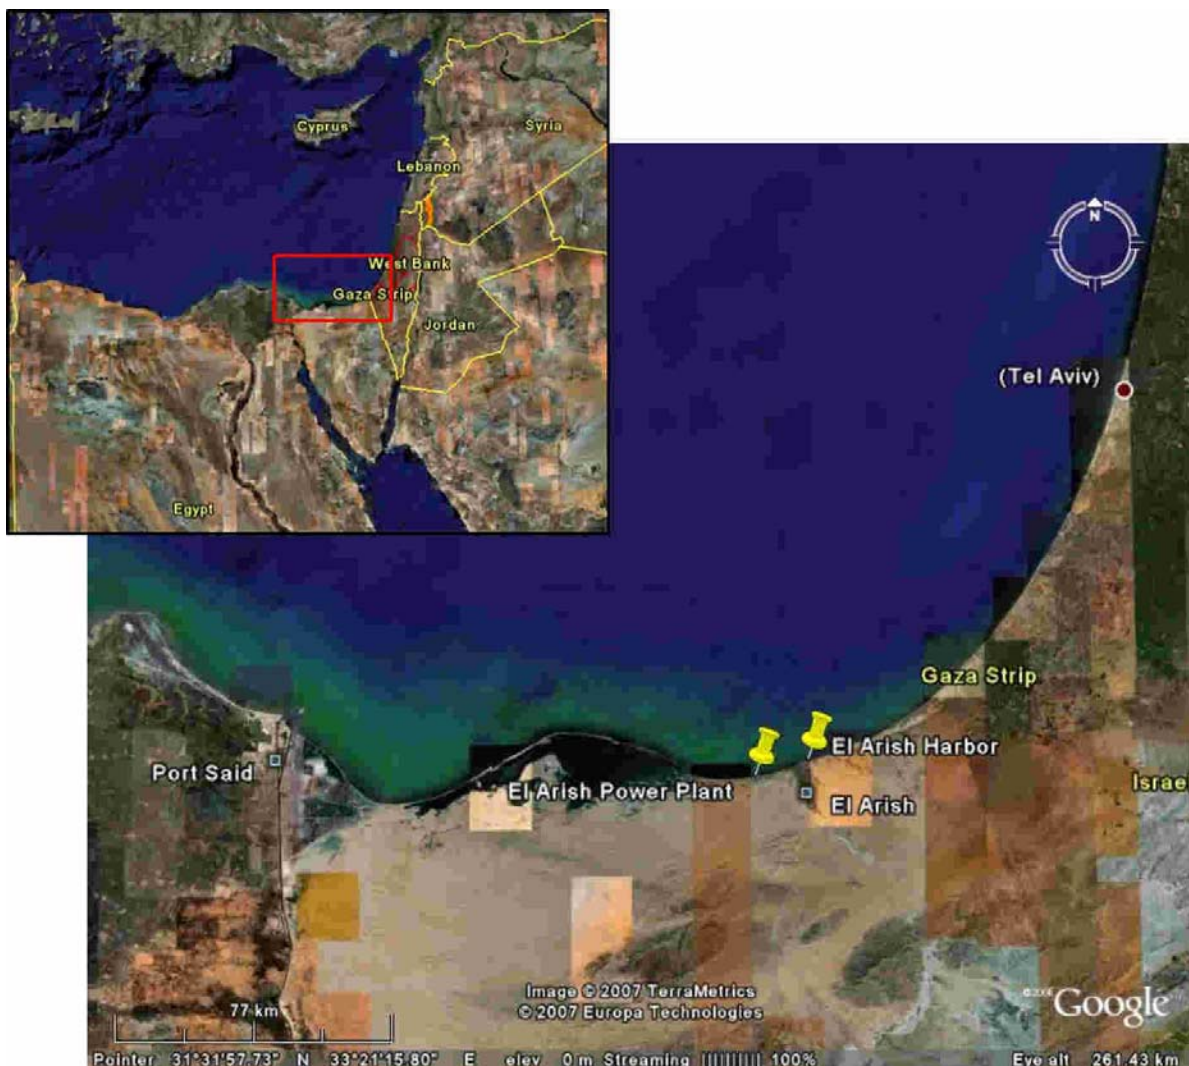 Cyprus
Syria
Lebanon
West Bank
Gaza Strip
Jordan
Egypt
N
(Tel Aviv)
Gaza Strip
El Arish Harbor
Port Said
El Arish Power Plant
Israe
El Arish
Image © 2007 TerraMetrics
© 2007 Europa Technologies
Google
77 km
Pointer 31°31'57.73" N 33°21'15.80" E elev 0 m Streaming |||||||||| 100% Eye alt 261.43 km